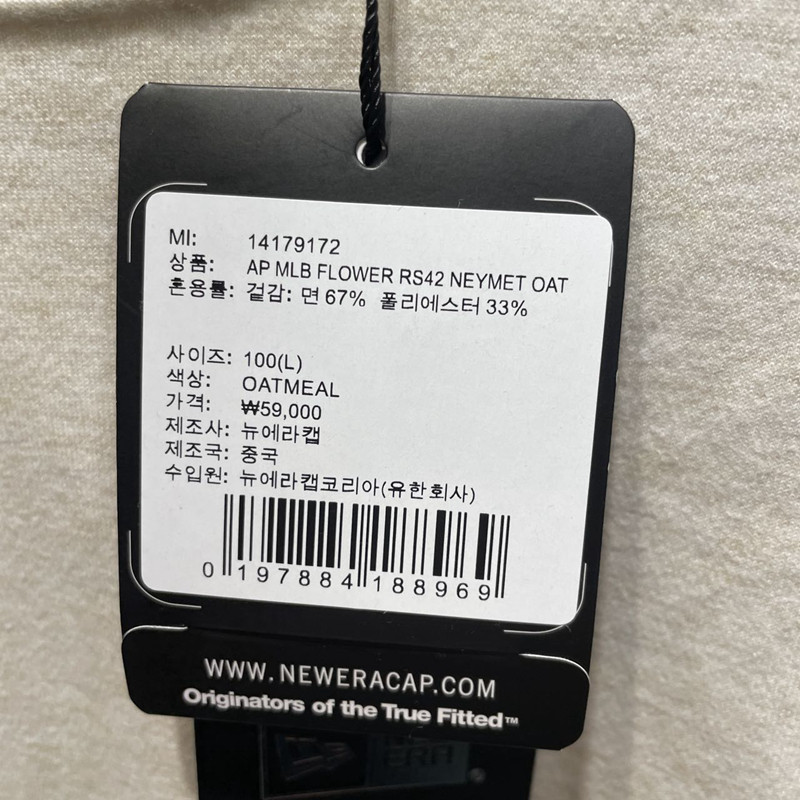 MI: 14179172
상품: AP MLB FLOWER RS42 NEYMET OAT
혼용률: 겉감: 면 67% 폴리에스터 33%
사이즈: 100(L)
색상: OATMEAL
가격: ₩59,000
제조사: 뉴에라캡
제조국: 중국
수입원: 뉴에라캡코리아(유한회사)
0 197884 188969
WWW.NEWERACAP.COM
Originators of the True Fitted™
ERA